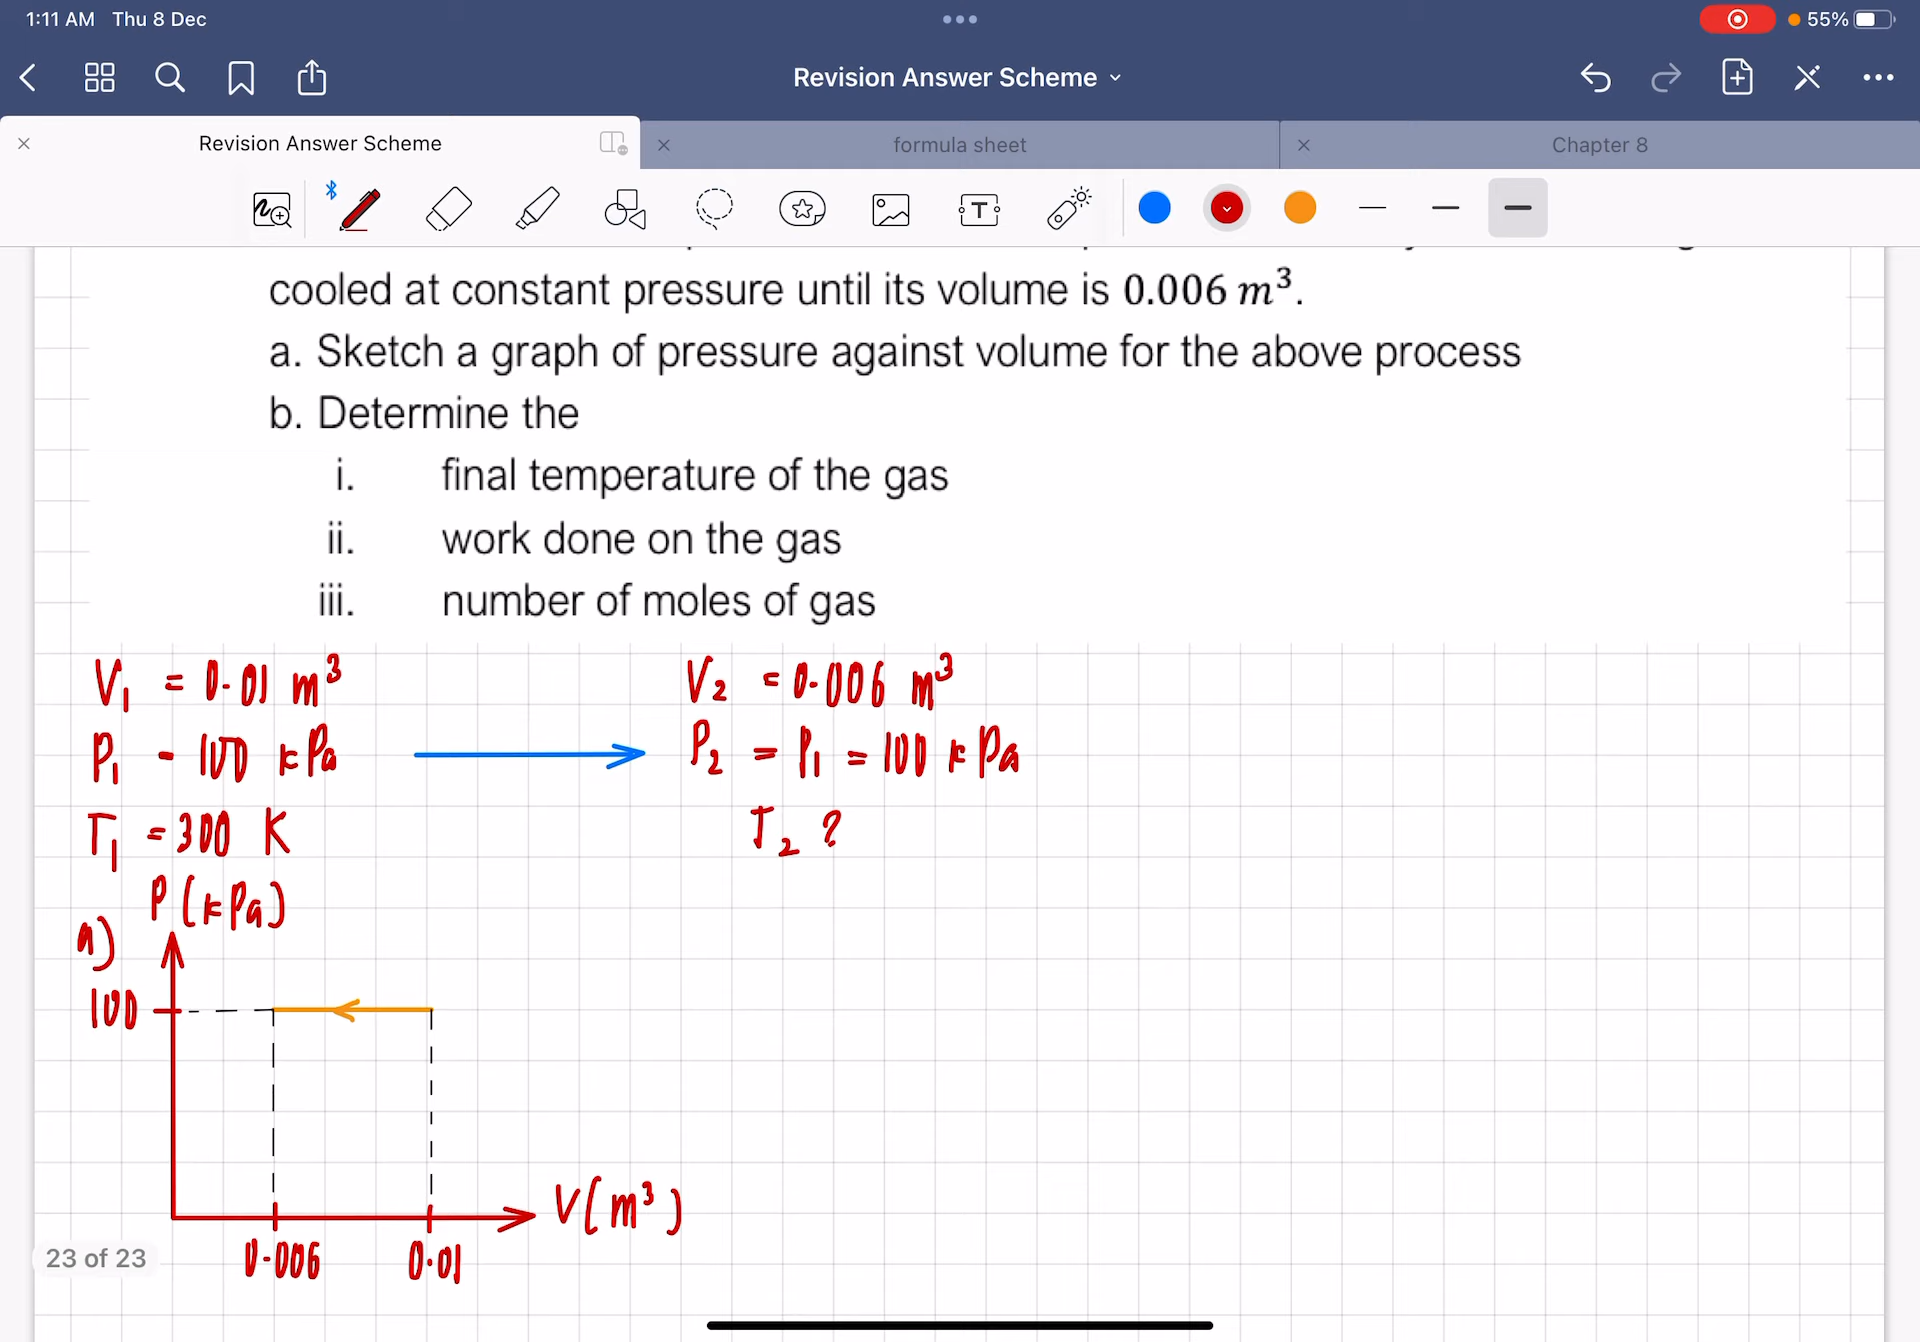 1:11 AM Thu 8 Dec
55%
Revision Answer Scheme
Revision Answer Scheme
formula sheet
Chapter 8
cooled at constant pressure until its volume is 0.006 m³.
a. Sketch a graph of pressure against volume for the above process
b. Determine the
i. final temperature of the gas
ii. work done on the gas
iii. number of moles of gas
V₁ = 0.01 m³
V₂ = 0.006 m³
P₁ - 100 kPa
P₂ = P₁ = 100 kPa
T₁ = 300 K
T₂ ?
P (kPa)
a)
100
V(m³)
0.006 0.01
23 of 23